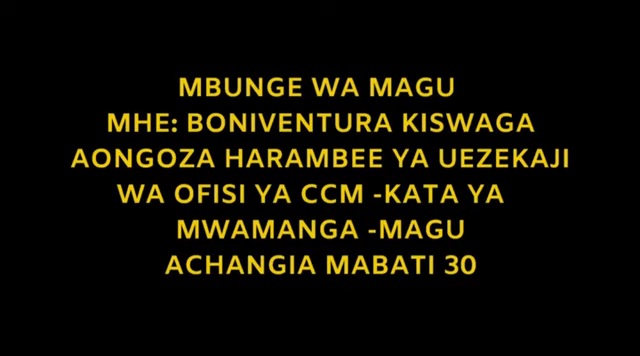 MBUNGE WA MAGU
MHE: BONIVENTURA KISWAGA
AONGOZA HARAMBEE YA UEZEKAJI
WA OFISI YA CCM -KATA YA
MWAMANGA -MAGU
ACHANGIA MABATI 30